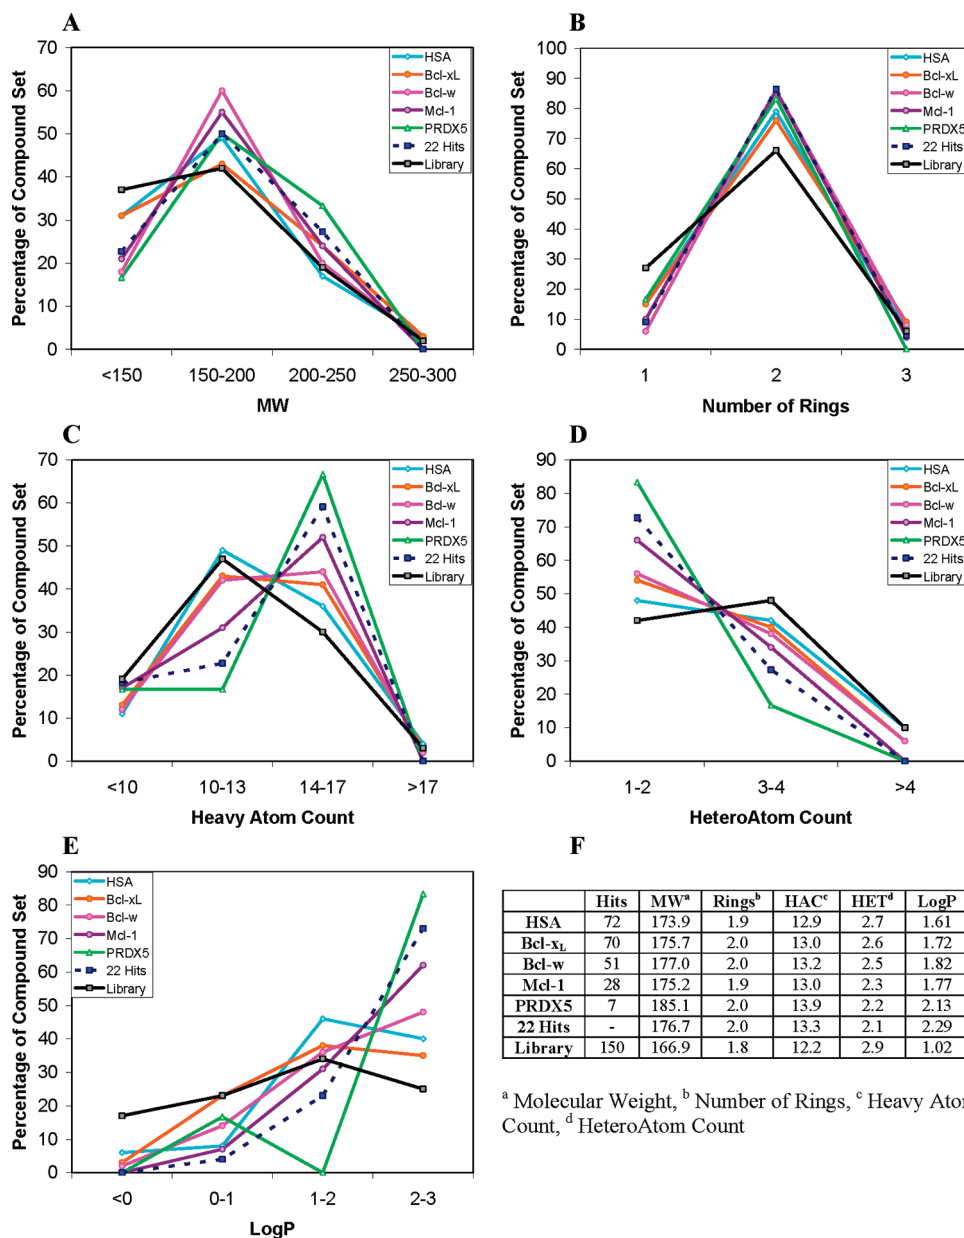 A
Percentage of Compound Set
70
60
50
40
30
20
10
0
<150 150-200 200-250 250-300
MW
HSA
Bcl-xL
Bcl-w
Mcl-1
PRDX5
22 Hits
Library
B
Percentage of Compound Set
100
90
80
70
60
50
40
30
20
10
0
1 2 3
Number of Rings
HSA
Bcl-xL
Bcl-w
Mcl-1
PRDX5
22 Hits
Library
C
Percentage of Compound Set
70
60
50
40
30
20
10
0
<10 10-13 14-17 >17
Heavy Atom Count
HSA
Bcl-xL
Bcl-w
Mcl-1
PRDX5
22 Hits
Library
D
Percentage of Compound Set
90
80
70
60
50
40
30
20
10
0
1-2 3-4 >4
HeteroAtom Count
HSA
Bcl-xL
Bcl-w
Mcl-1
PRDX5
22 Hits
Library
E
Percentage of Compound Set
90
80
70
60
50
40
30
20
10
0
<0 0-1 1-2 2-3
LogP
HSA
Bcl-xL
Bcl-w
Mcl-1
PRDX5
22 Hits
Library
F
Hits MWᵃ Ringsᵇ HACᶜ HETᵈ LogP
HSA 72 173.9 1.9 12.9 2.7 1.61
Bcl-xL 70 175.7 2.0 13.0 2.6 1.72
Bcl-w 51 177.0 2.0 13.2 2.5 1.82
Mcl-1 28 175.2 1.9 13.0 2.3 1.77
PRDX5 7 185.1 2.0 13.9 2.2 2.13
22 Hits - 176.7 2.0 13.3 2.1 2.29
Library 150 166.9 1.8 12.2 2.9 1.02
ᵃ Molecular Weight, ᵇ Number of Rings, ᶜ Heavy Ato
Count, ᵈ HeteroAtom Count